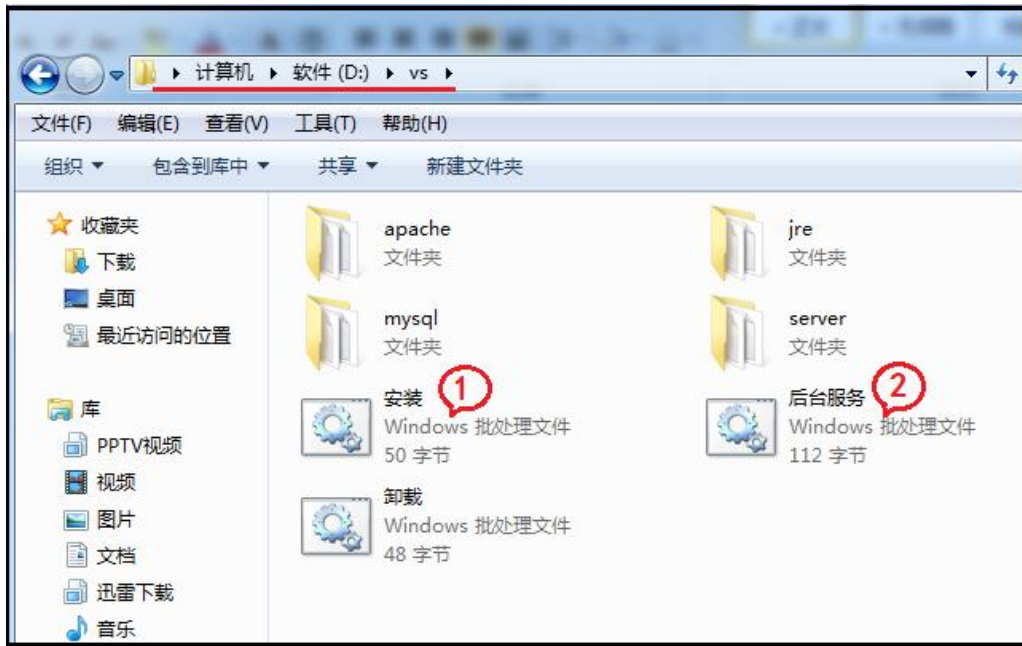 计算机 ▸ 软件 (D:) ▸ vs ▸
文件(F) 编辑(E) 查看(V) 工具(T) 帮助(H)
组织 包含到库中 共享 新建文件夹
收藏夹
下载
桌面
最近访问的位置
库
PPTV视频
视频
图片
文档
迅雷下载
音乐
apache
文件夹
jre
文件夹
mysql
文件夹
server
文件夹
安装 1
Windows 批处理文件
50 字节
后台服务 2
Windows 批处理文件
112 字节
卸载
Windows 批处理文件
48 字节